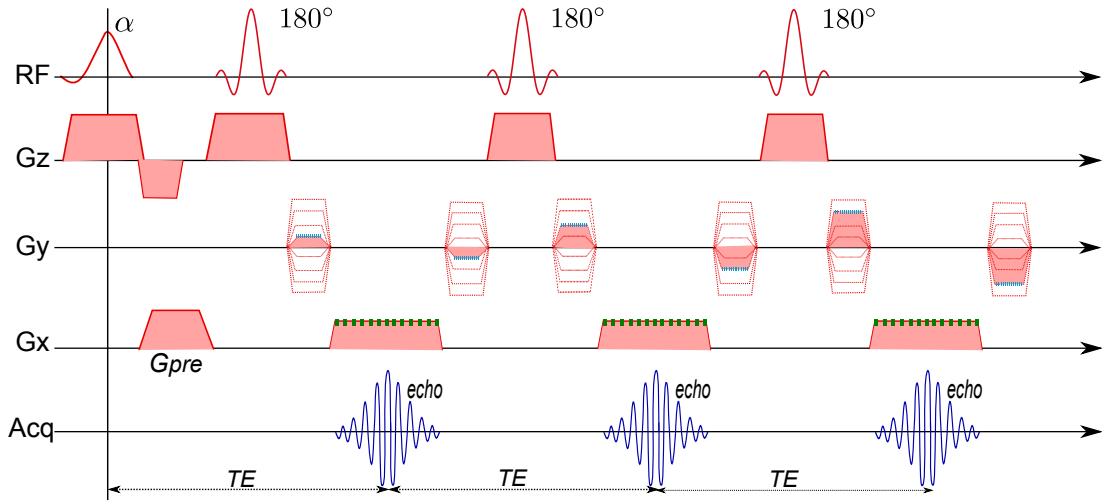 α 180° 180° 180°
RF
Gz
Gy
Gx
Gpre
echo echo echo
Acq
TE TE TE